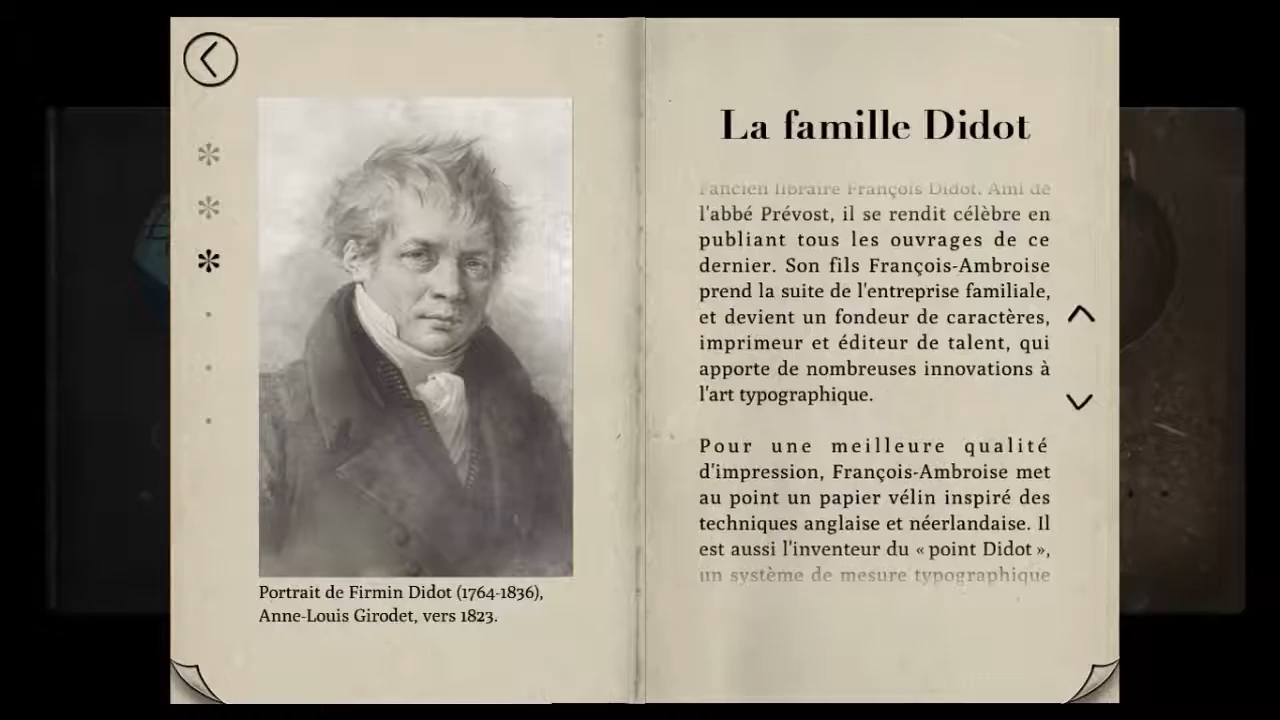 La famille Didot
l'ancien libraire François Didot. Ami de
l'abbé Prévost, il se rendit célèbre en
publiant tous les ouvrages de ce
dernier. Son fils François-Ambroise
prend la suite de l'entreprise familiale,
et devient un fondeur de caractères,
imprimeur et éditeur de talent, qui
apporte de nombreuses innovations à
l'art typographique.
Pour une meilleure qualité
d'impression, François-Ambroise met
au point un papier vélin inspiré des
techniques anglaise et néerlandaise. Il
est aussi l'inventeur du « point Didot »,
un système de mesure typographique
Portrait de Firmin Didot (1764-1836),
Anne-Louis Girodet, vers 1823.